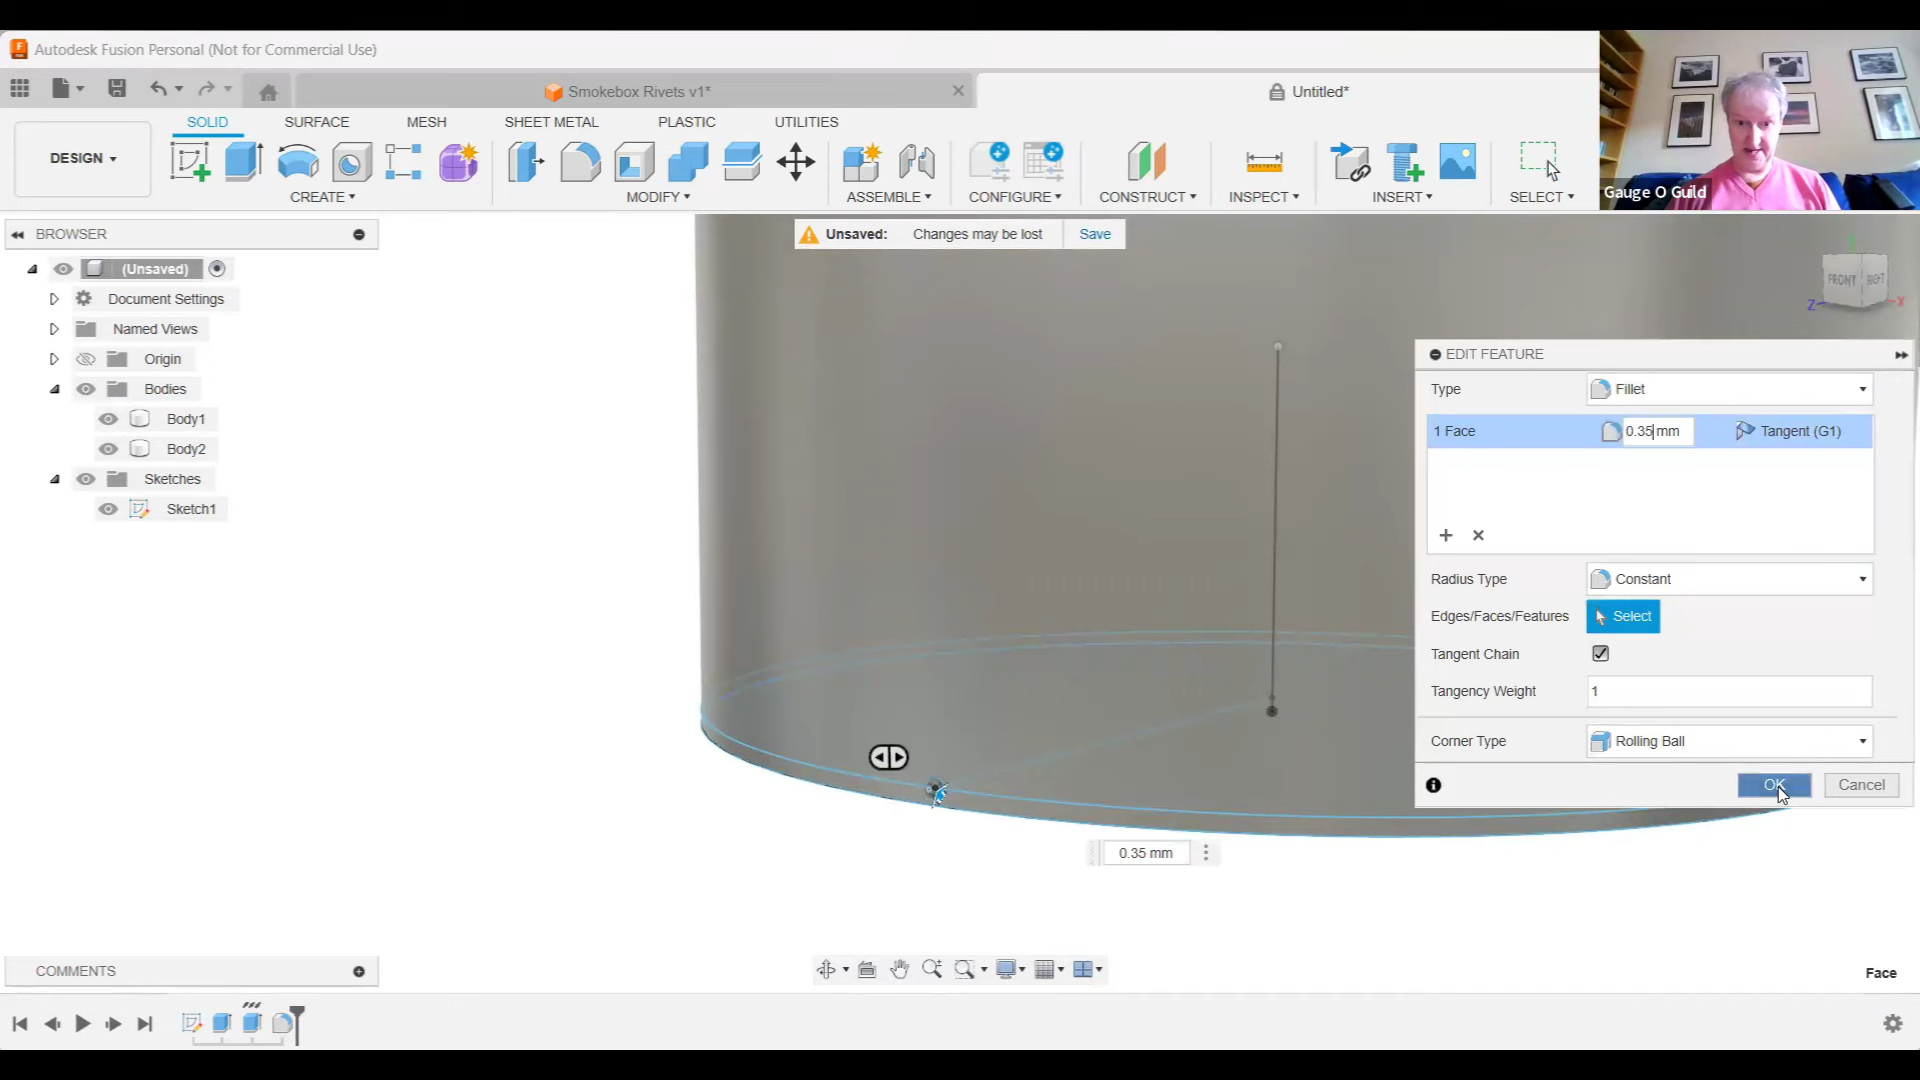 Autodesk Fusion Personal (Not for Commercial Use)
Smokebox Rivets v1*
Untitled*
DESIGN
SOLID
SURFACE
MESH
SHEET METAL
PLASTIC
UTILITIES
CREATE
MODIFY
ASSEMBLE
CONFIGURE
CONSTRUCT
INSPECT
INSERT
SELECT
Gauge O Guild
BROWSER
Unsaved: Changes may be lost Save
(Unsaved)
Document Settings
Named Views
Origin
Bodies
Body1
Body2
Sketches
Sketch1
FRONT
RIGHT
Z
X
EDIT FEATURE
Type Fillet
1 Face 0.35 mm Tangent (G1)
Radius Type Constant
Edges/Faces/Features Select
Tangent Chain
Tangency Weight 1
Corner Type Rolling Ball
OK Cancel
0.35 mm
COMMENTS
Face